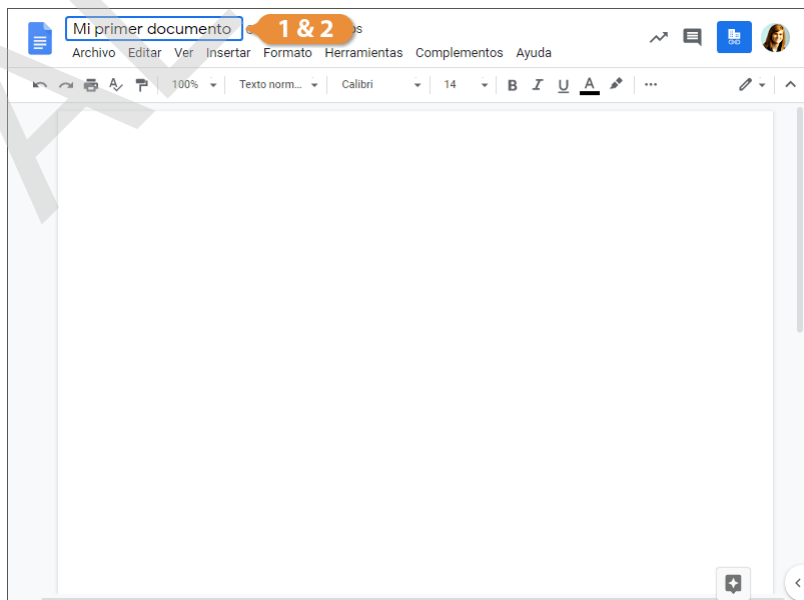 Mi primer documento 1 & 2
Archivo Editar Ver Insertar Formato Herramientas Complementos Ayuda
100% Texto norm... Calibri 14 B I U A